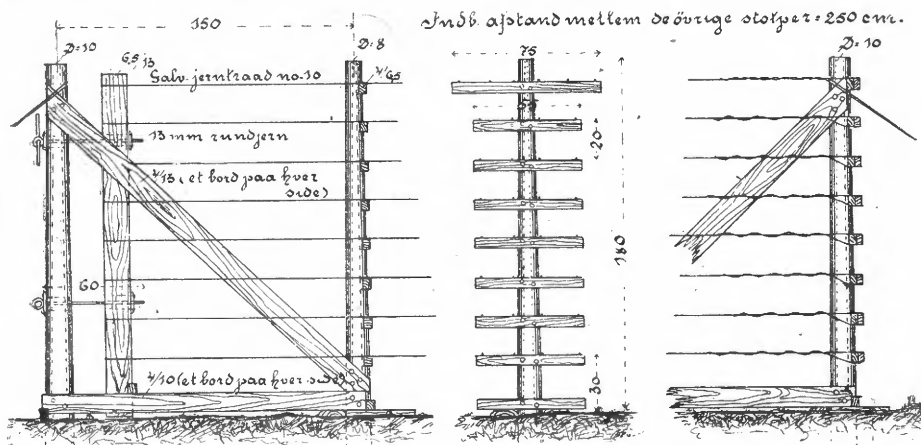 Indb. afstand mellem de övrige stolper = 250 cm.
150
D=10
D=8
75
D=10
6,5/13
Galv. jerntraad no. 10
4/6,5
13 mm rundjern
20
4/13 (et bord paa hver
side)
180
60
4/10 (et bord paa hver side)
30